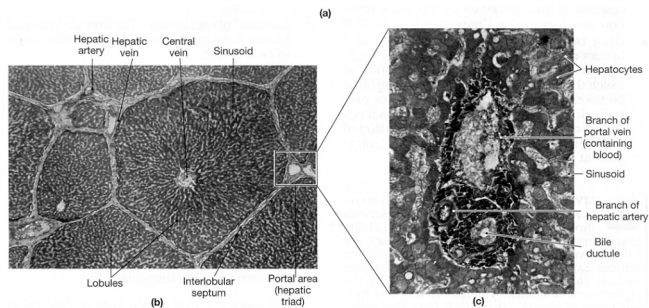 (a)
Hepatic
artery
Hepatic
vein
Central
vein
Sinusoid
Lobules
Interlobular
septum
Portal area
(hepatic
triad)
(b)
Hepatocytes
Branch of
portal vein
(containing
blood)
Sinusoid
Branch of
hepatic artery
Bile
ductule
(c)